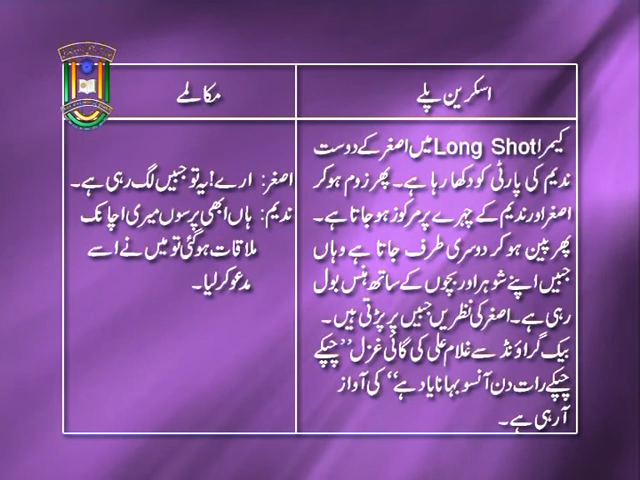 اسکرین پلے
کیمرا Long Shot میں اصغر کے دوست
ندیم کی پارٹی کو دکھا رہا ہے۔ پھر زوم ہو کر
اصغر اور ندیم کے چہرے پر مرکوز ہو جاتا ہے۔
پھر پین ہو کر دوسری طرف جاتا ہے وہاں
جبیں اپنے شوہر اور بچوں کے ساتھ ہنس بول
رہی ہے۔ اصغر کی نظریں جبیں پر پڑتی ہیں۔
بیک گراؤنڈ سے غلام علی کی گائی غزل ”چپکے
چپکے رات دن آنسو بہانا یاد ہے“ کی آواز
آ رہی ہے۔
مکالمے
اصغر: ارے! یہ تو جبیں لگ رہی ہے۔
ندیم: ہاں ابھی پرسوں میری اچانک
ملاقات ہو گئی تو میں نے اسے
مدعو کر لیا۔